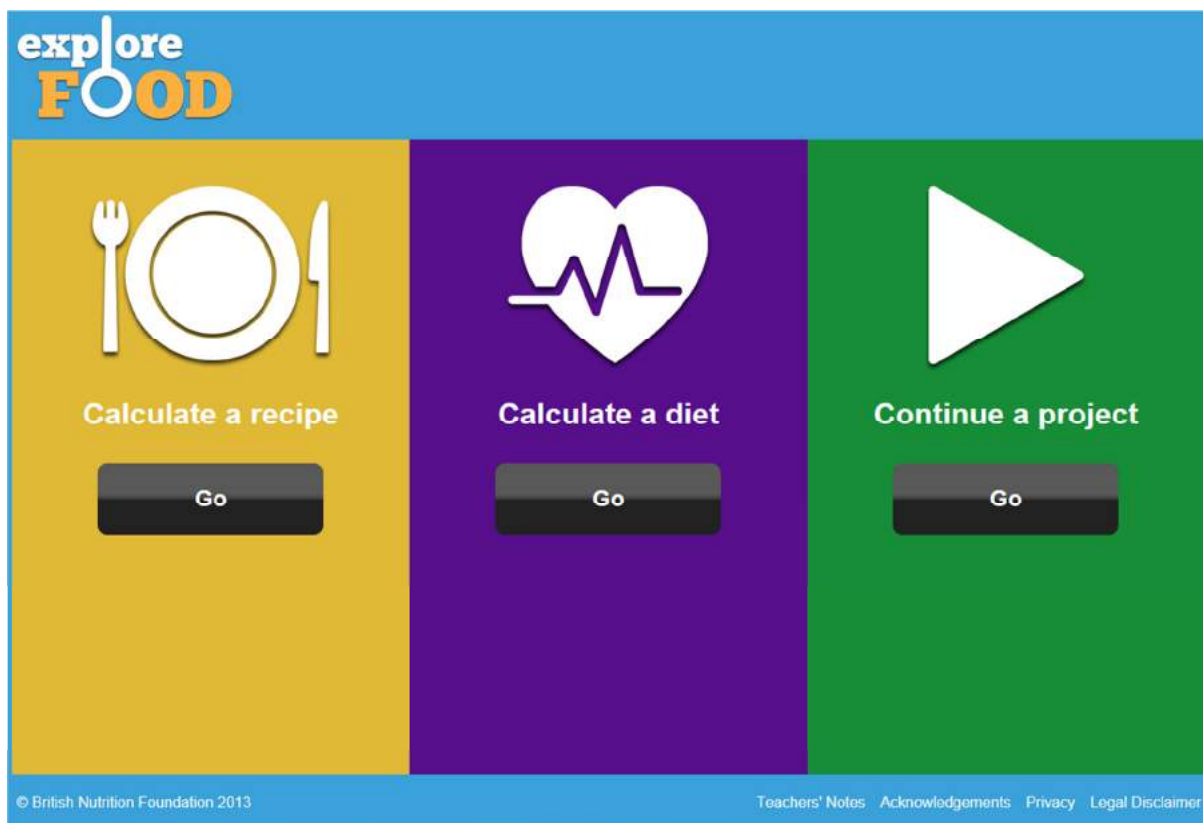 explore
FOOD
Calculate a recipe
Go
Calculate a diet
Go
Continue a project
Go
© British Nutrition Foundation 2013
Teachers' Notes Acknowledgements Privacy Legal Disclaimer